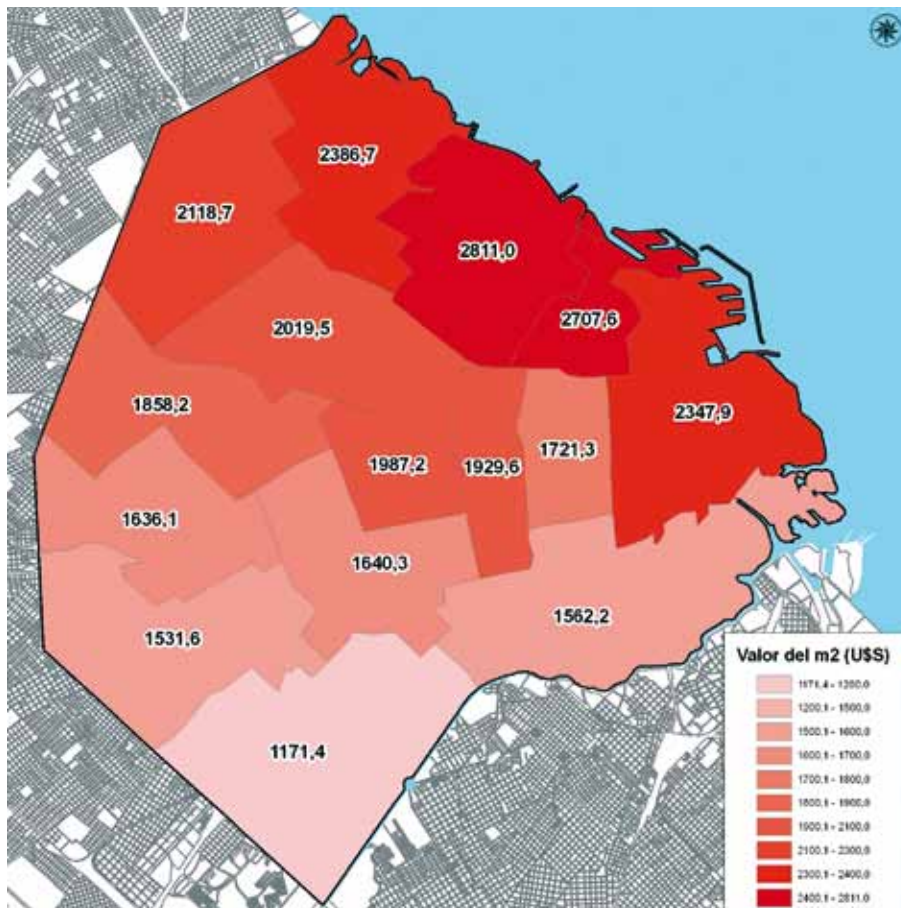 2386,7
2118,7
2811,0
2707,6
2019,5
1858,2
2347,9
1721,3
1987,2
1929,6
1636,1
1640,3
1562,2
1531,6
1171,4
Valor del m2 (U$S)
1171,4 - 1200,0
1200,1 - 1500,0
1500,1 - 1600,0
1600,1 - 1700,0
1700,1 - 1800,0
1800,1 - 1900,0
1900,1 - 2100,0
2100,1 - 2300,0
2300,1 - 2400,0
2400,1 - 2811,0